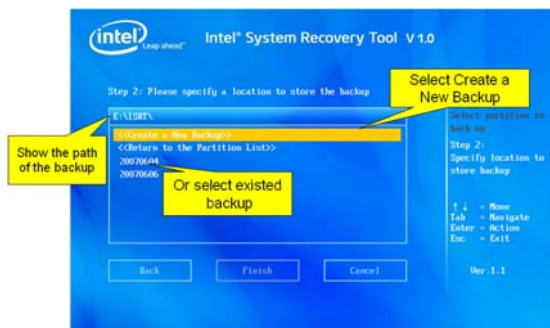 intel
Leap ahead™
Intel® System Recovery Tool V 1.0
Step 2: Please specify a location to store the backup
E:\ISRT\
<<Create a New Backup>>
<<Return to the Partition List>>
20070604
20070606
Select Create a
New Backup
Show the path
of the backup
Or select existed
backup
Select partition to
back up
Step 2:
Specify location to
store backup
↑ ↓ = Move
Tab = Navigate
Enter = Action
Esc = Exit
Back
Finish
Cancel
Ver.1.1